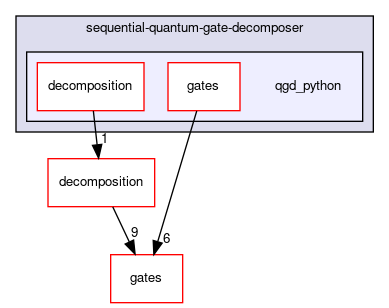 sequential-quantum-gate-decomposer
decomposition
gates
qgd_python
1
decomposition
9
6
gates